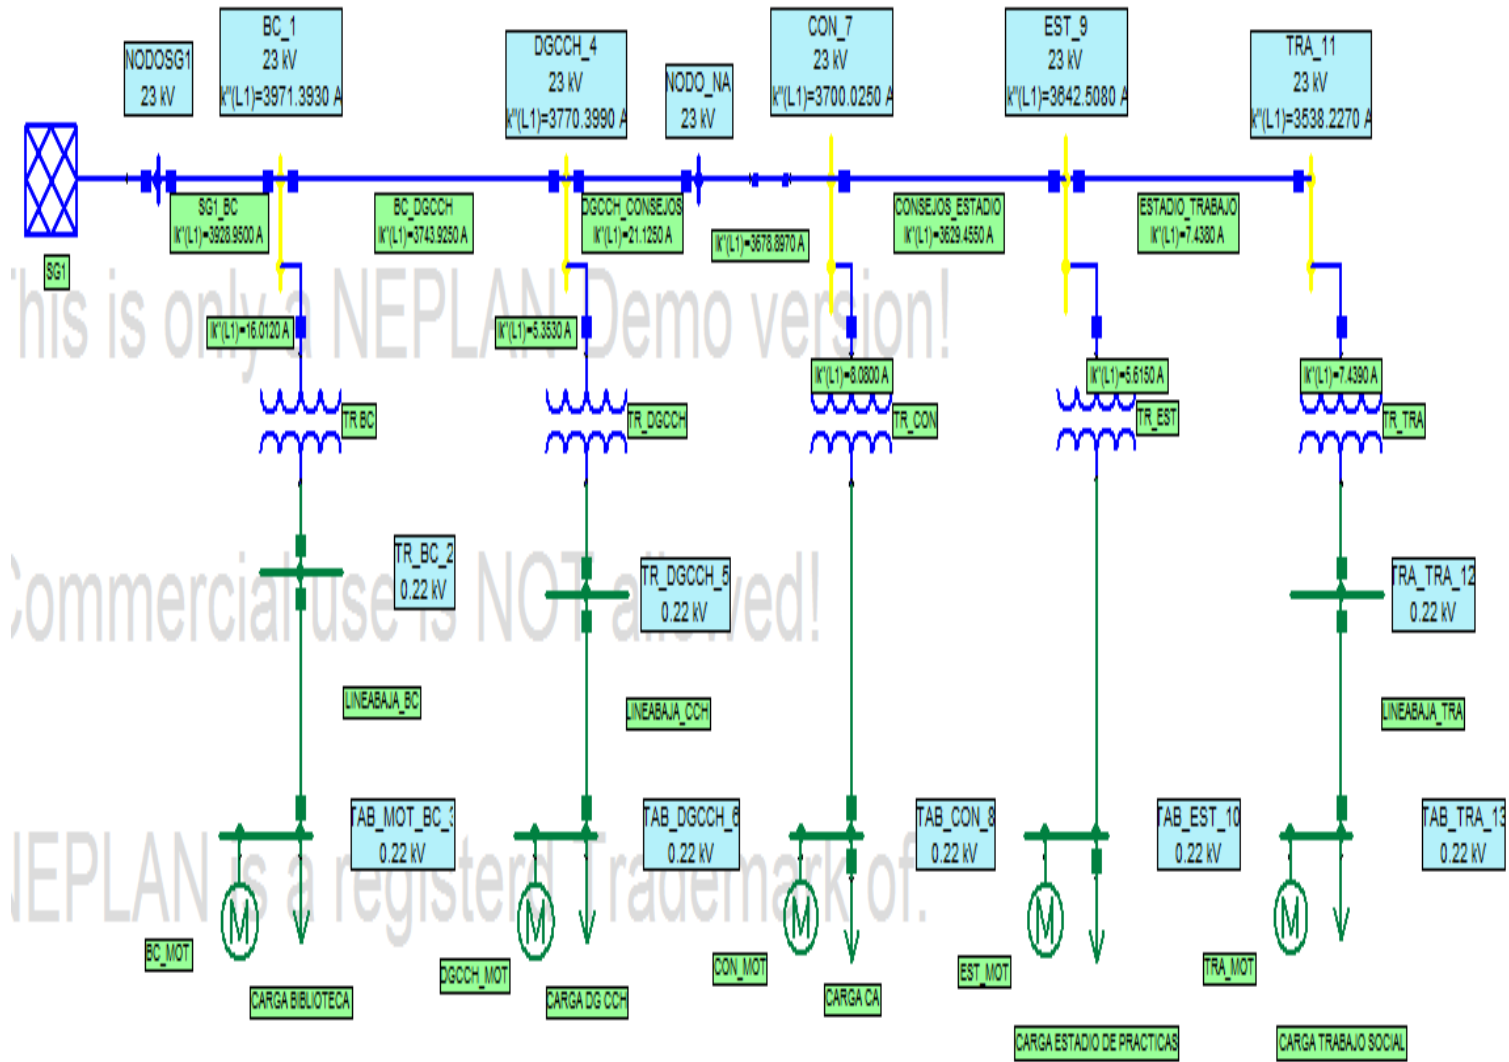 BC_1
23 kV
k"(L1)=3971.3930 A
NODOSG1
23 kV
DGCCH_4
23 kV
k"(L1)=3770.3990 A
NODO_NA
23 kV
CON_7
23 kV
k"(L1)=3700.0250 A
EST_9
23 kV
k"(L1)=3642.5080 A
TRA_11
23 kV
k"(L1)=3538.2270 A
SG1_BC
Ik"(L1)=3928.9500 A
BC_DGCCH
Ik"(L1)=3743.9250 A
DGCCH_CONSEJOS
Ik"(L1)=21.1250 A
Ik"(L1)=3678.8970 A
CONSEJOS_ESTADIO
Ik"(L1)=3629.4550 A
ESTADIO_TRABAJO
Ik"(L1)=7.4380 A
SG1
This is only a NEPLAN Demo version!
Ik"(L1)=16.0120 A
Ik"(L1)=5.3530 A
Ik"(L1)=8.0800 A
Ik"(L1)=5.6150 A
Ik"(L1)=7.4390 A
TR BC
TR_DGCCH
TR_CON
TR_EST
TR_TRA
TR_BC_2
0.22 kV
TR_DGCCH_5
0.22 kV
TRA_TRA_12
0.22 kV
Commercial use is NOT allowed!
LINEABAJA_BC
LINEABAJA_CCH
LINEABAJA_TRA
TAB_MOT_BC_3
0.22 kV
TAB_DGCCH_6
0.22 kV
TAB_CON_8
0.22 kV
TAB_EST_10
0.22 kV
TAB_TRA_13
0.22 kV
NEPLAN is a registerd Trademark of:
M
M
M
M
M
BC_MOT
DGCCH_MOT
CON_MOT
EST_MOT
TRA_MOT
CARGA BIBLIOTECA
CARGA DG CCH
CARGA CA
CARGA ESTADIO DE PRACTICAS
CARGA TRABAJO SOCIAL